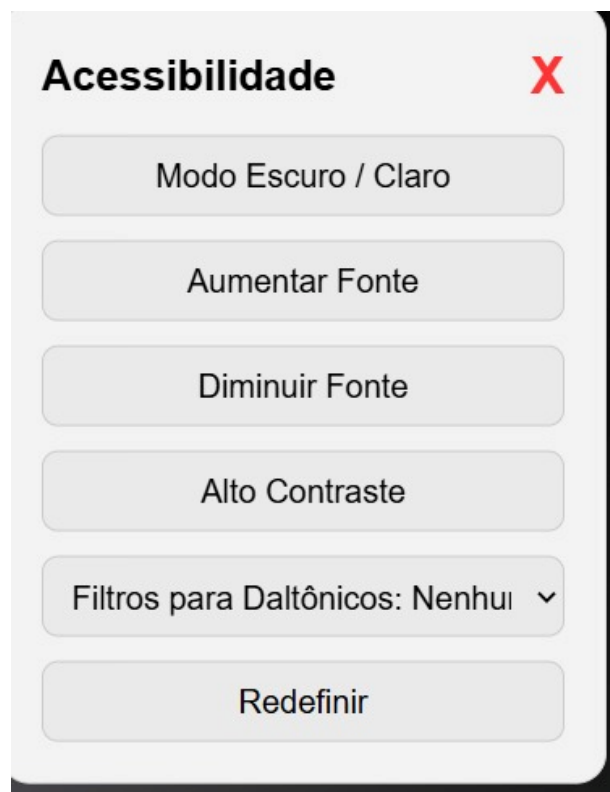 Acessibilidade X
Modo Escuro / Claro
Aumentar Fonte
Diminuir Fonte
Alto Contraste
Filtros para Daltônicos:
Redefinir